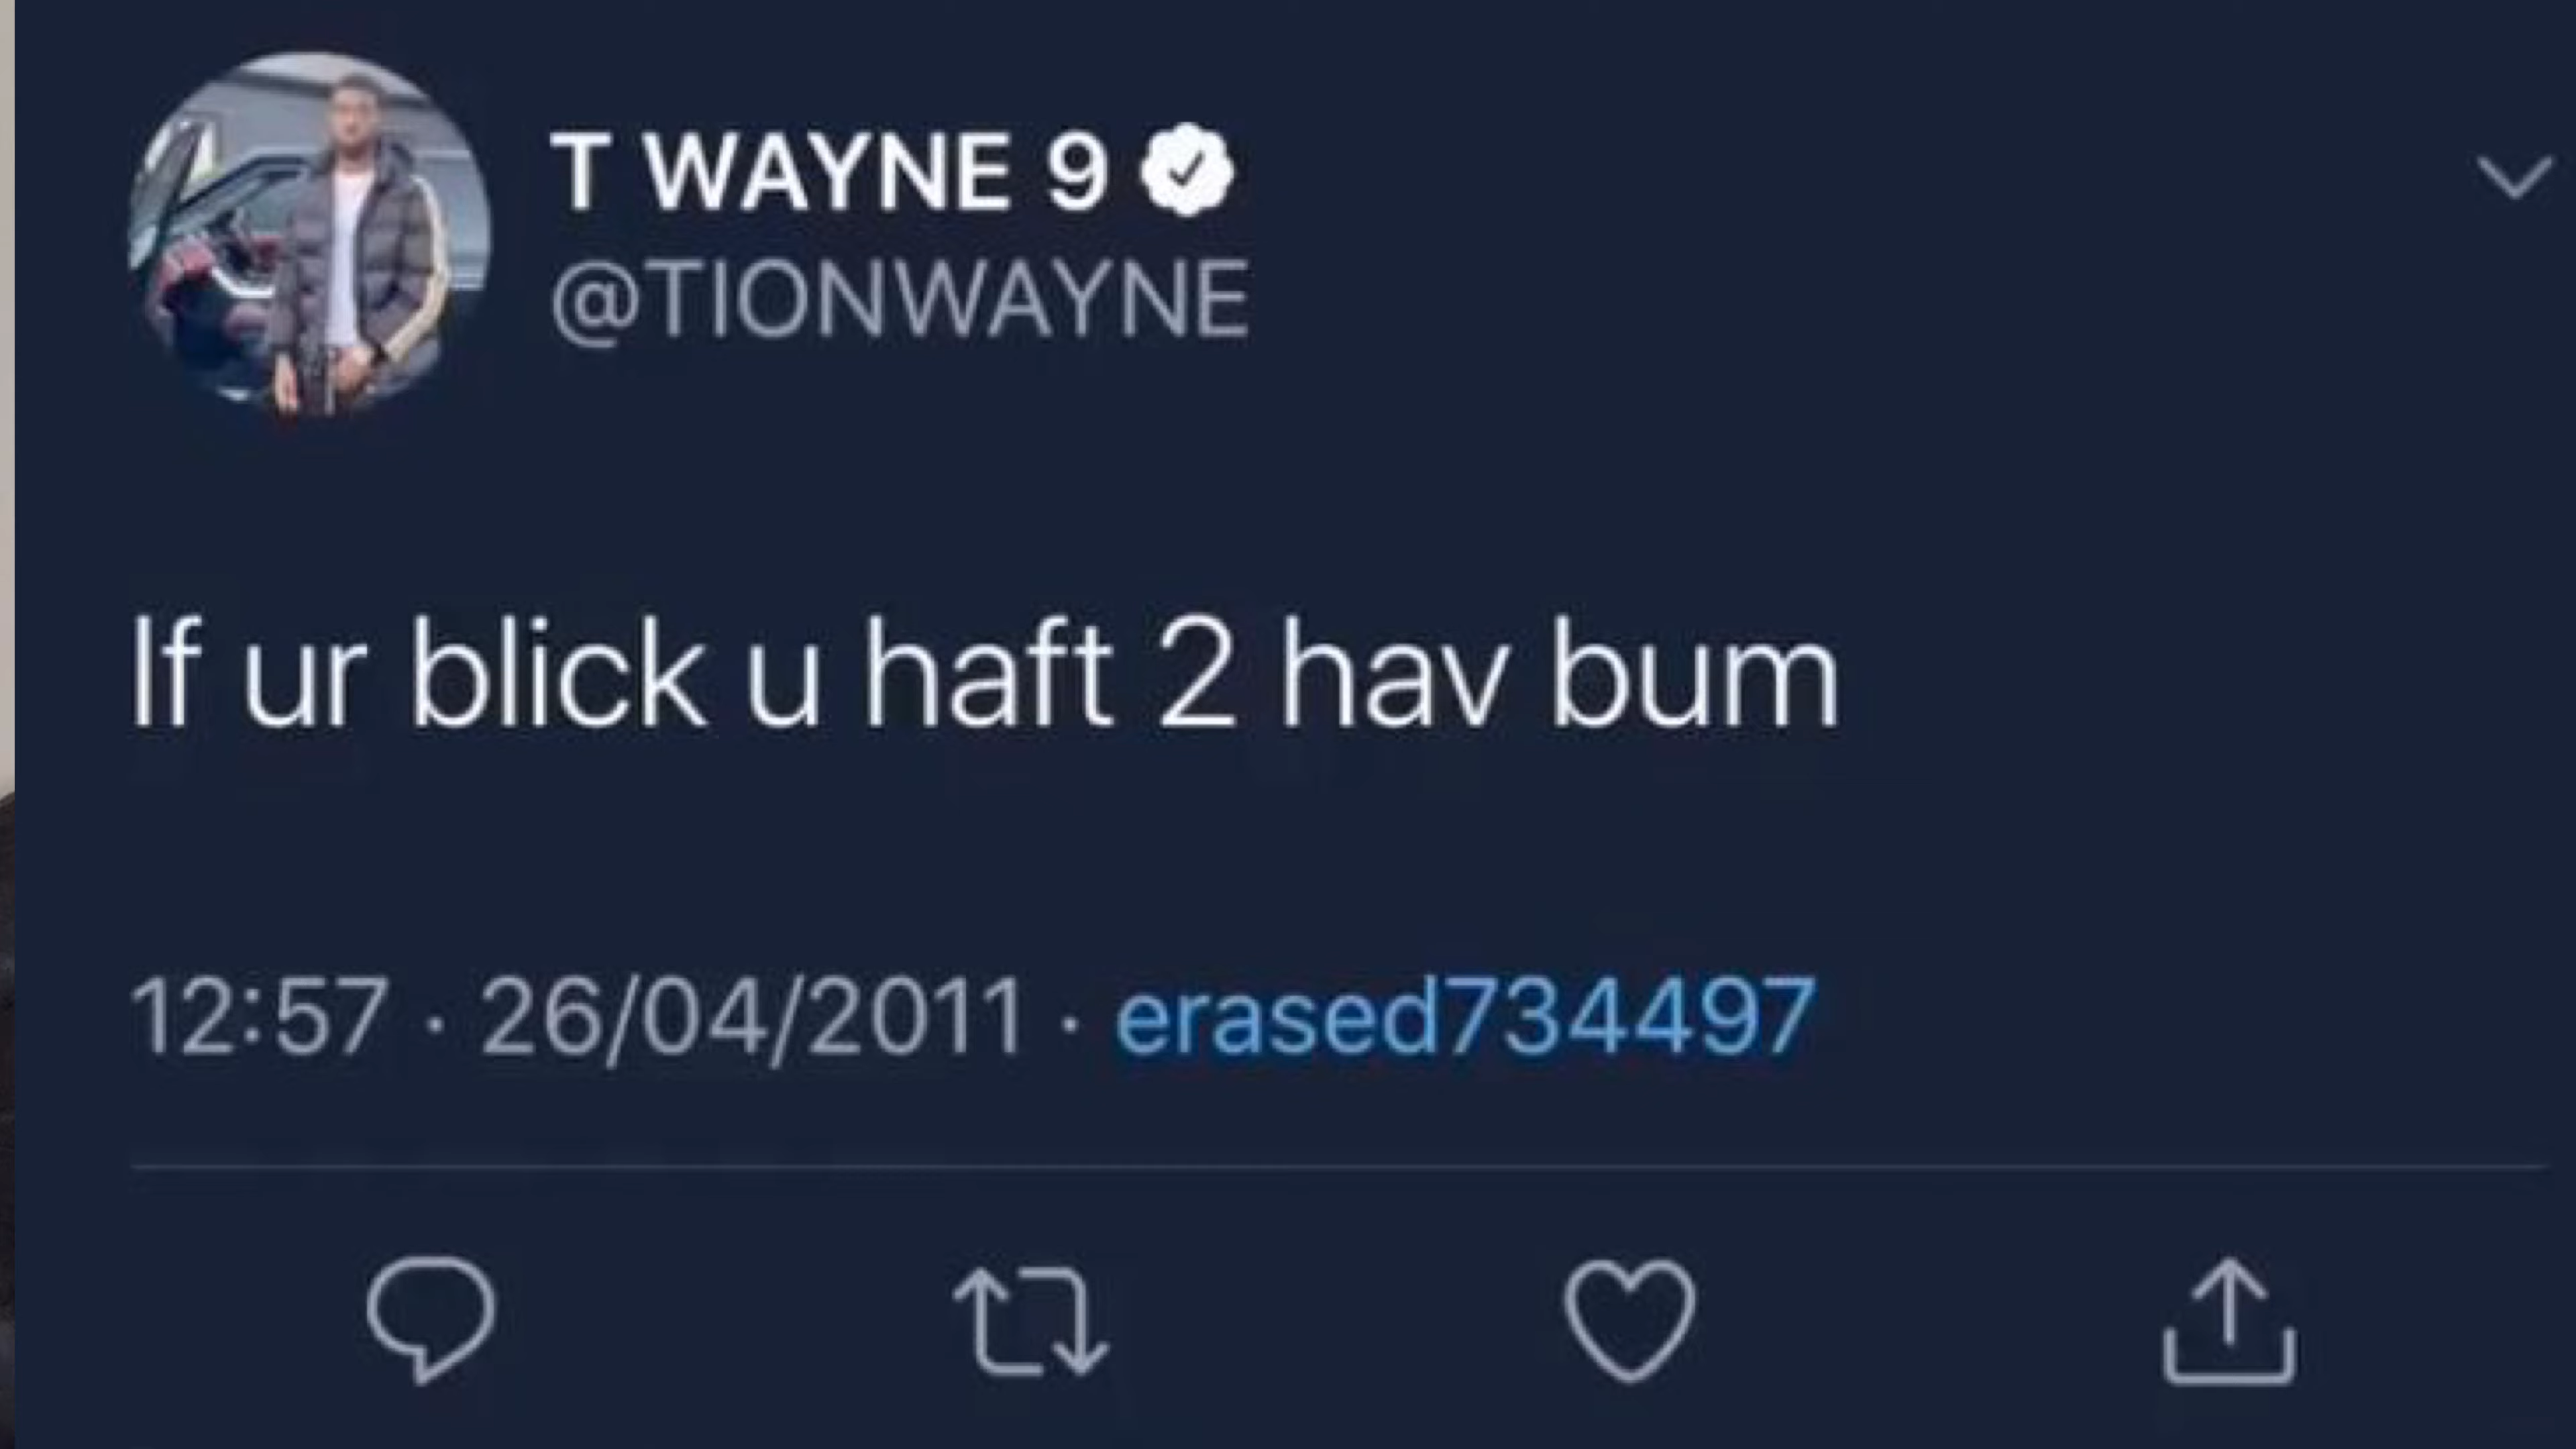 T WAYNE 9
@TIONWAYNE
If ur blick u haft 2 hav bum
12:57 · 26/04/2011 · erased734497